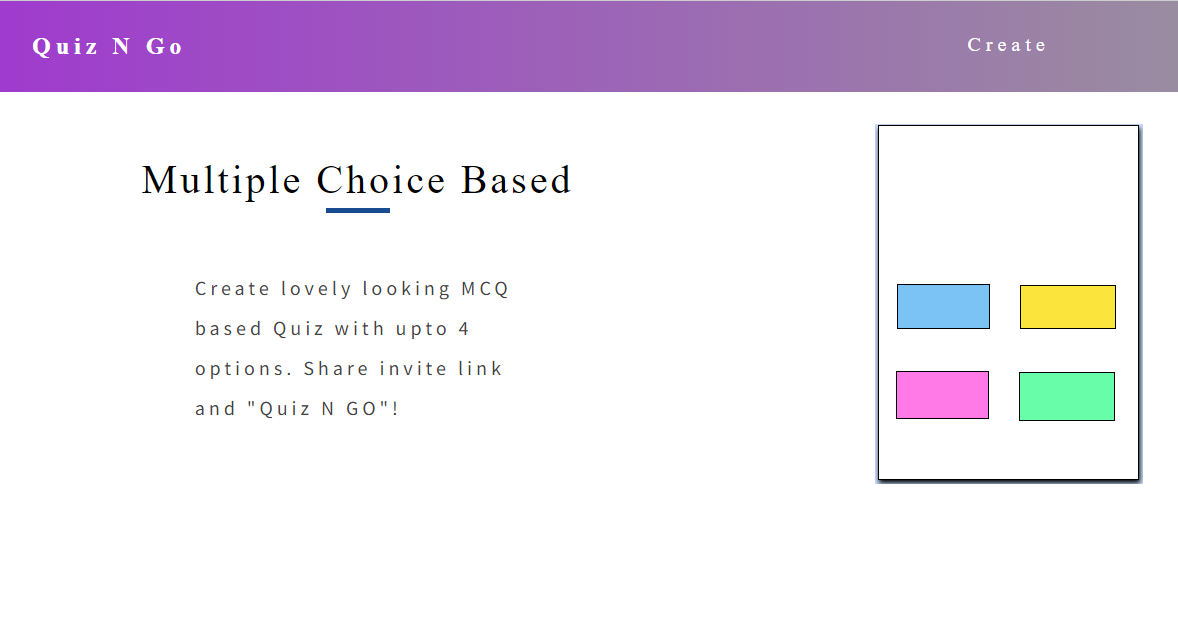 Quiz N Go
Create
Multiple Choice Based
Create lovely looking MCQ
based Quiz with upto 4
options. Share invite link
and "Quiz N GO"!